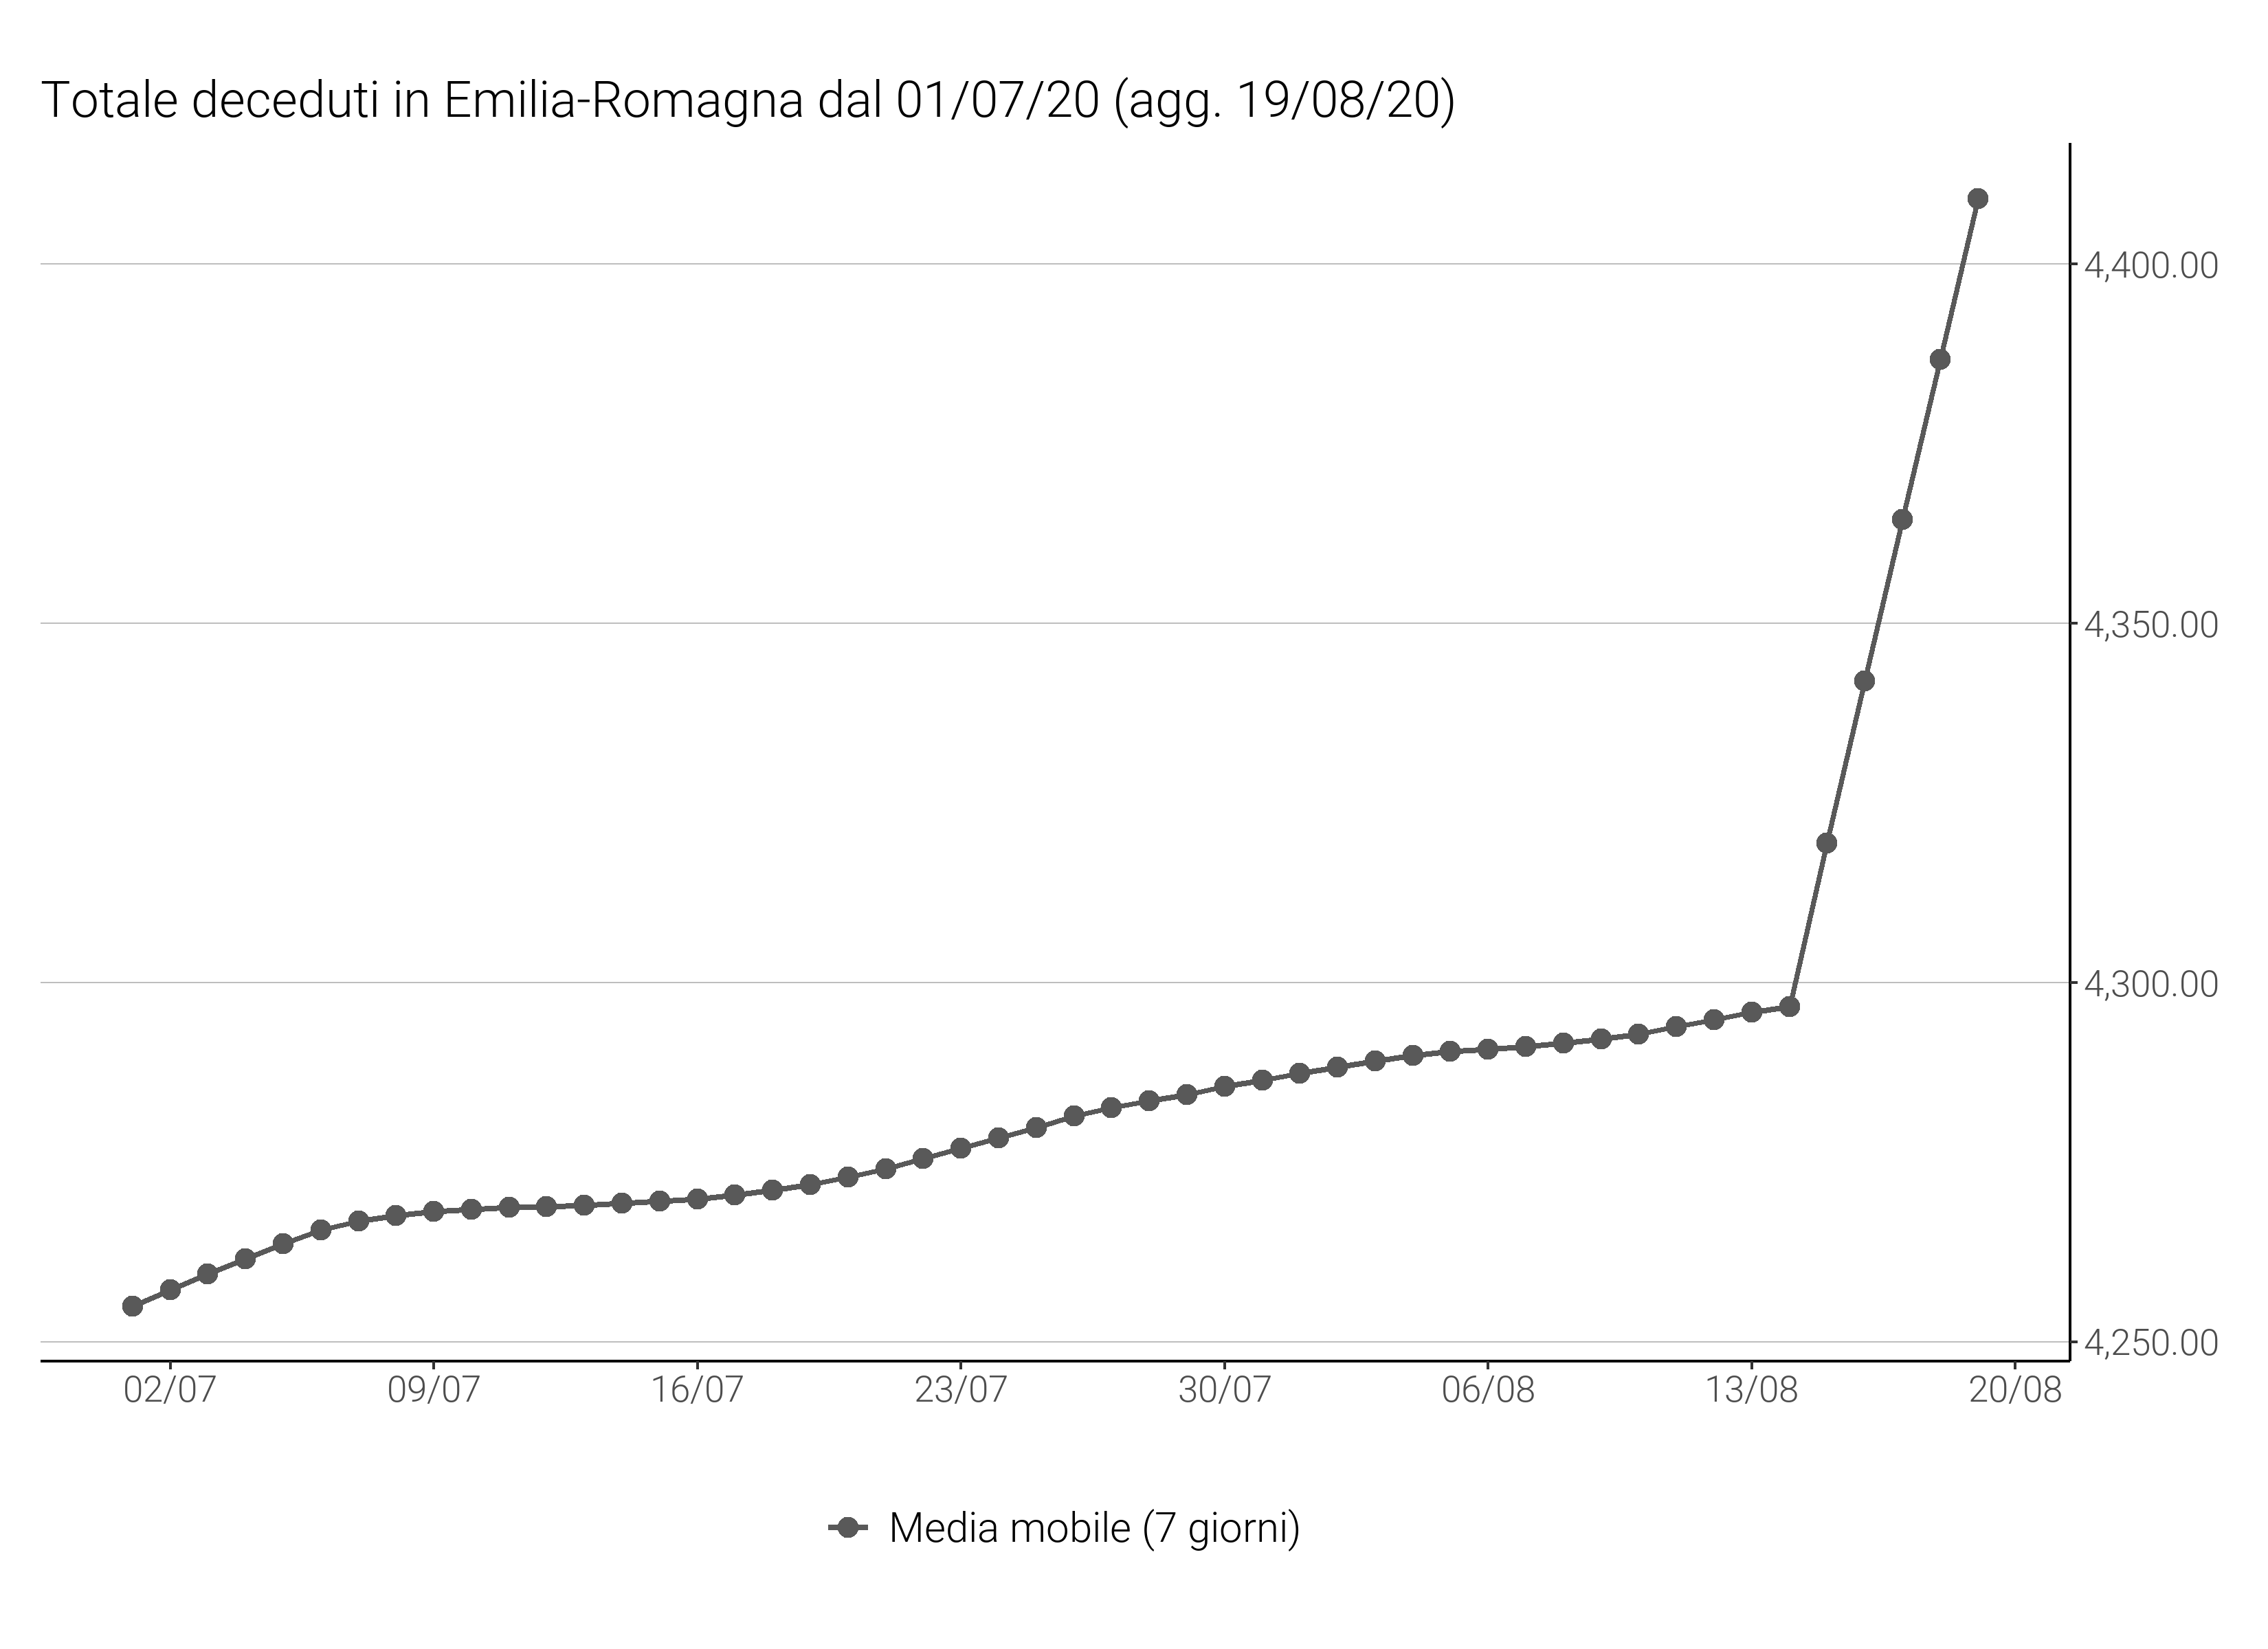 Totale deceduti in Emilia-Romagna dal 01/07/20 (agg. 19/08/20)
4,400.00
4,350.00
4,300.00
4,250.00
02/07 09/07 16/07 23/07 30/07 06/08 13/08 20/08
Media mobile (7 giorni)